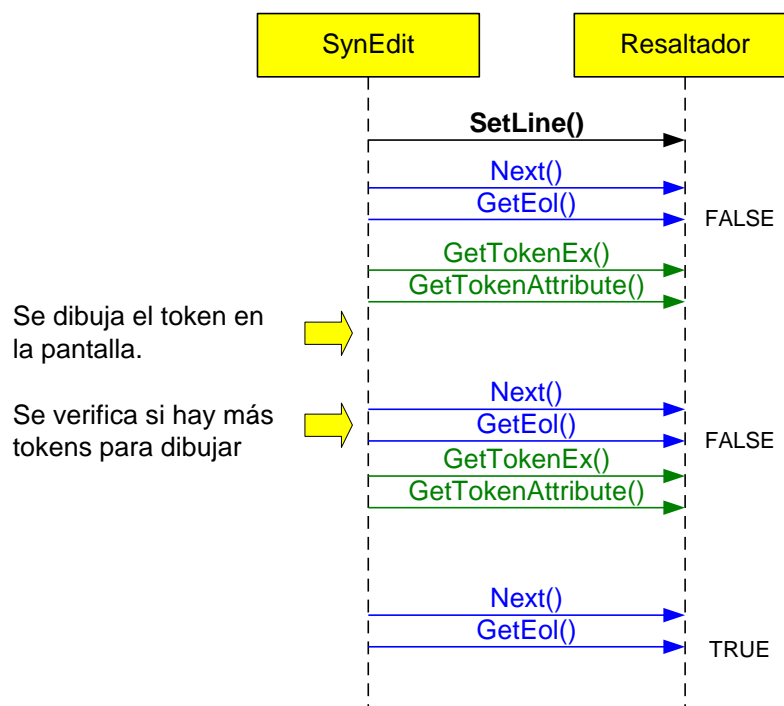 SynEdit
Resaltador
SetLine()
Next()
GetEol()
FALSE
GetTokenEx()
GetTokenAttribute()
Se dibuja el token en
la pantalla.
Se verifica si hay más
tokens para dibujar
Next()
GetEol()
FALSE
GetTokenEx()
GetTokenAttribute()
Next()
GetEol()
TRUE